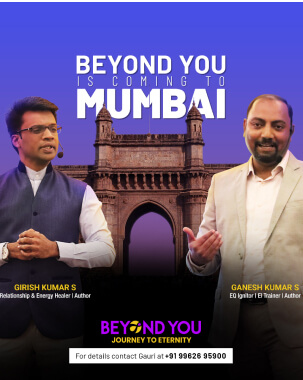 BEYOND YOU
IS COMING TO
MUMBAI
GIRISH KUMAR S
Relationship & Energy Healer | Author
GANESH KUMAR S
EQ Ignitor | EI Trainer | Author
BEYOND YOU
JOURNEY TO ETERNITY
For details contact Gauri at +91 99626 95900